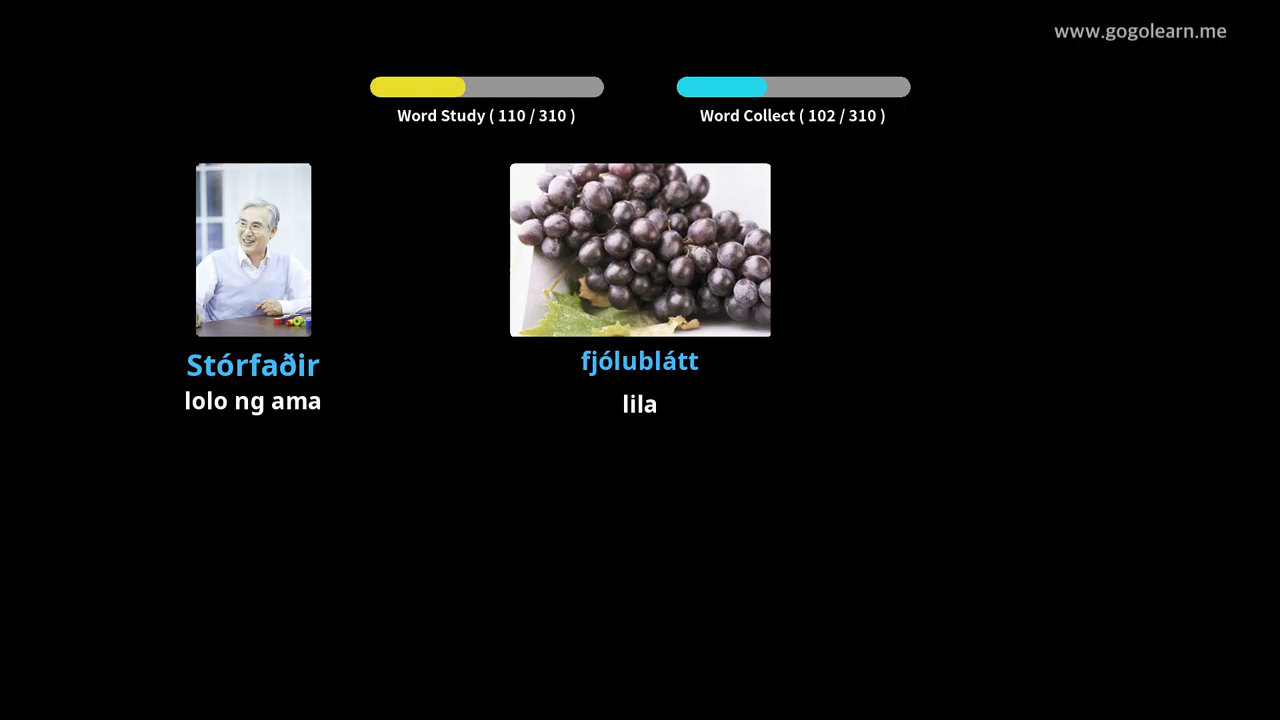 www.gogolearn.me
Word Study ( 110 / 310 )
Word Collect ( 102 / 310 )
Stórfaðir
lolo ng ama
fjólublátt
lila